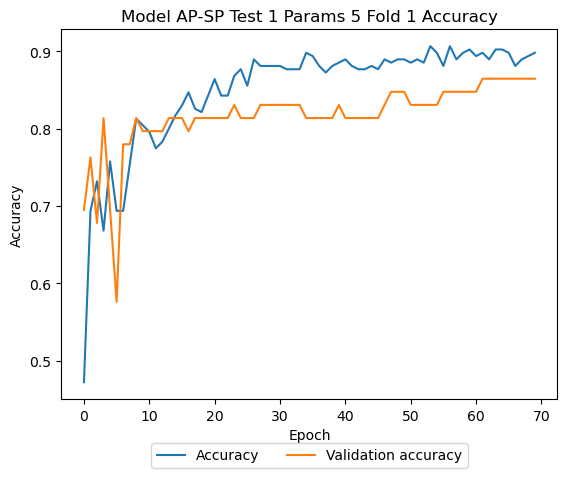 Model AP-SP Test 1 Params 5 Fold 1 Accuracy
0.9
0.8
0.7
0.6
0.5
Accuracy
0 10 20 30 40 50 60 70
Epoch
Accuracy Validation accuracy